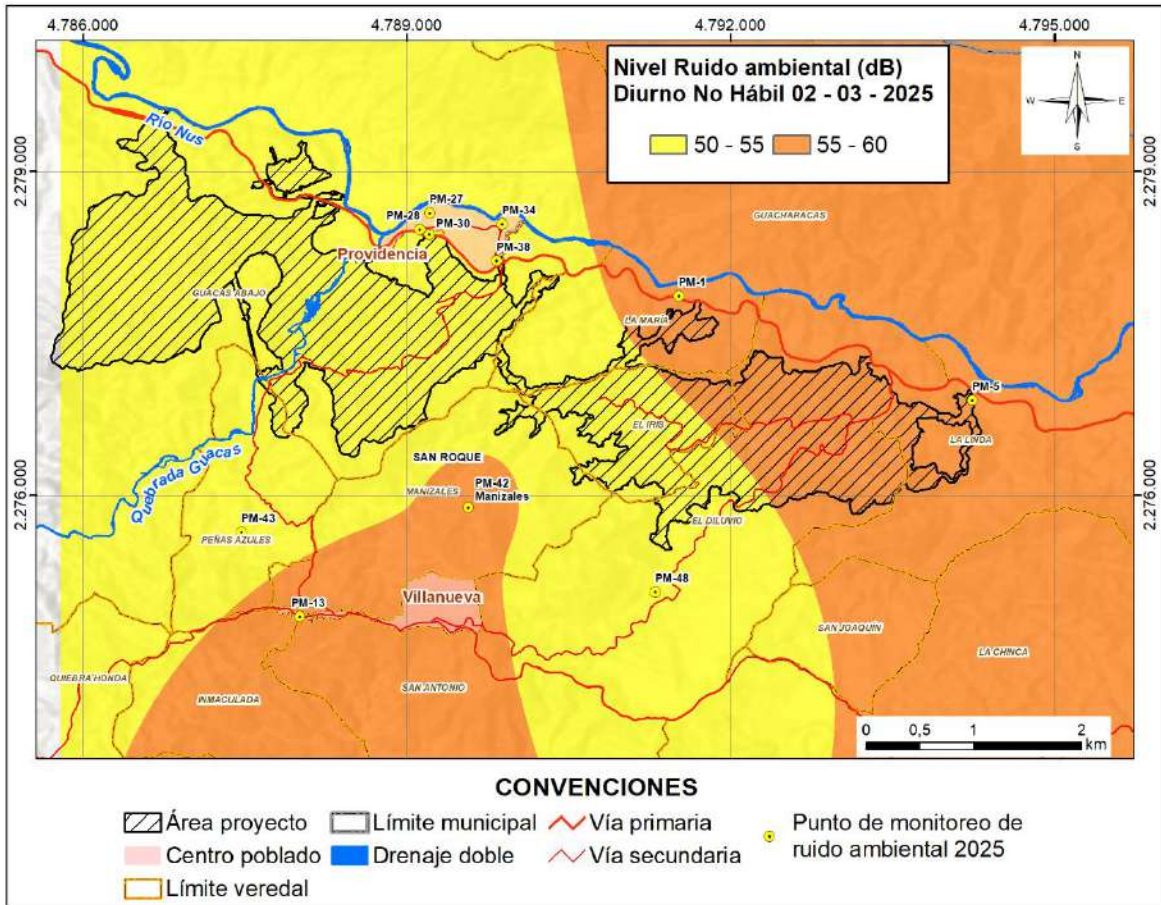 4.786.000 4.789.000 4.792.000 4.795.000
Nivel Ruido ambiental (dB)
Diurno No Hábil 02 - 03 - 2025
50 - 55 55 - 60
N
W E
S
2.279.000 2.279.000
Río Nus
GUACHARACAS
PM-27
PM-28
PM-34
PM-30
Providencia
PM-38
GUACAS ABAJO
PM-1
LA MARÍA
PM-5
EL IRIS
LA LINDA
Quebrada Guacas
SAN ROQUE
MANIZALES
PM-42
Manizales
2.276.000 2.276.000
EL DILUVIO
PM-43
PEÑAS AZULES
PM-48
Villanueva
PM-13
SAN JOAQUÍN
LA CHINCA
QUIEBRA HONDA
INMACULADA
SAN ANTONIO
0 0,5 1 2
km
CONVENCIONES
Área proyecto Límite municipal Vía primaria Punto de monitoreo de
Centro poblado Drenaje doble Vía secundaria ruido ambiental 2025
Límite veredal